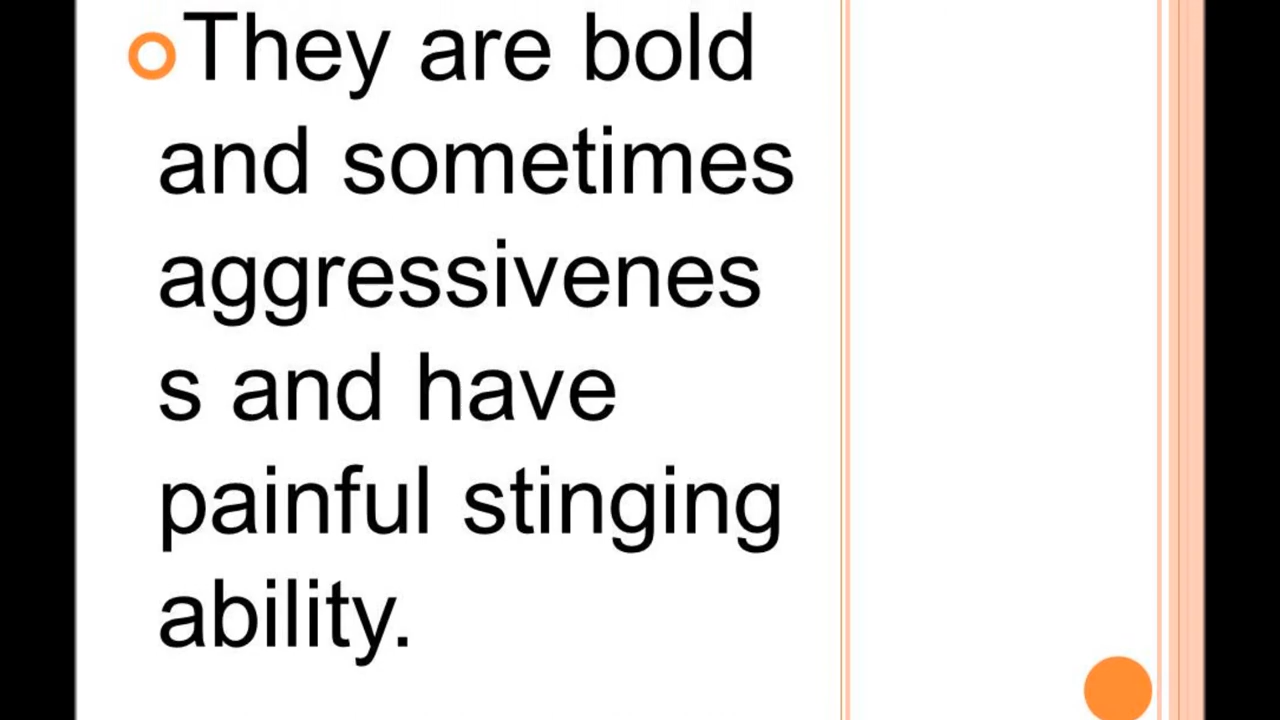 They are bold
and sometimes
aggressivenes
s and have
painful stinging
ability.